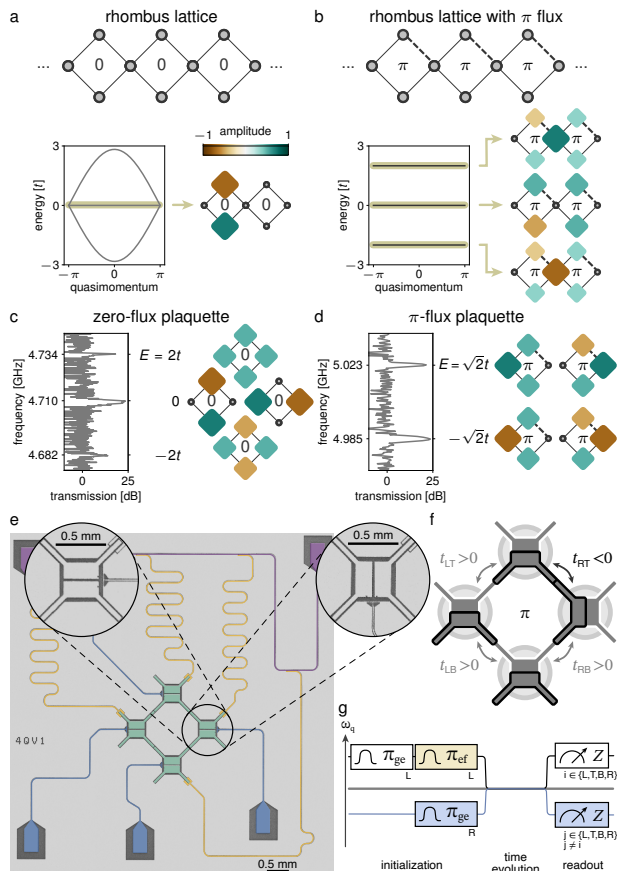 a
rhombus lattice
... 0 0 0 ...
3
0
−3
energy [t]
−π 0 π
quasimomentum
amplitude
−1 1
0 0
b
rhombus lattice with π flux
... π π π ...
3
0
−3
energy [t]
−π 0 π
quasimomentum
π π
π π
π π
c
zero-flux plaquette
4.734
4.710
4.682
frequency [GHz]
0 25
transmission [dB]
E = 2t
0
−2t
0
0 0
0
d
π-flux plaquette
5.023
4.985
frequency [GHz]
0 25
transmission [dB]
E = √2t
−√2t
π π
π π
e
0.5 mm
0.5 mm
4QV1
0.5 mm
f
tLT>0
tRT<0
π
tLB>0
tRB>0
g
ωq
πge
L
πef
L
Z
i ∈ {L,T,B,R}
πge
R
Z
j ∈ {L,T,B,R}
j ≠ i
initialization
time
evolution
readout